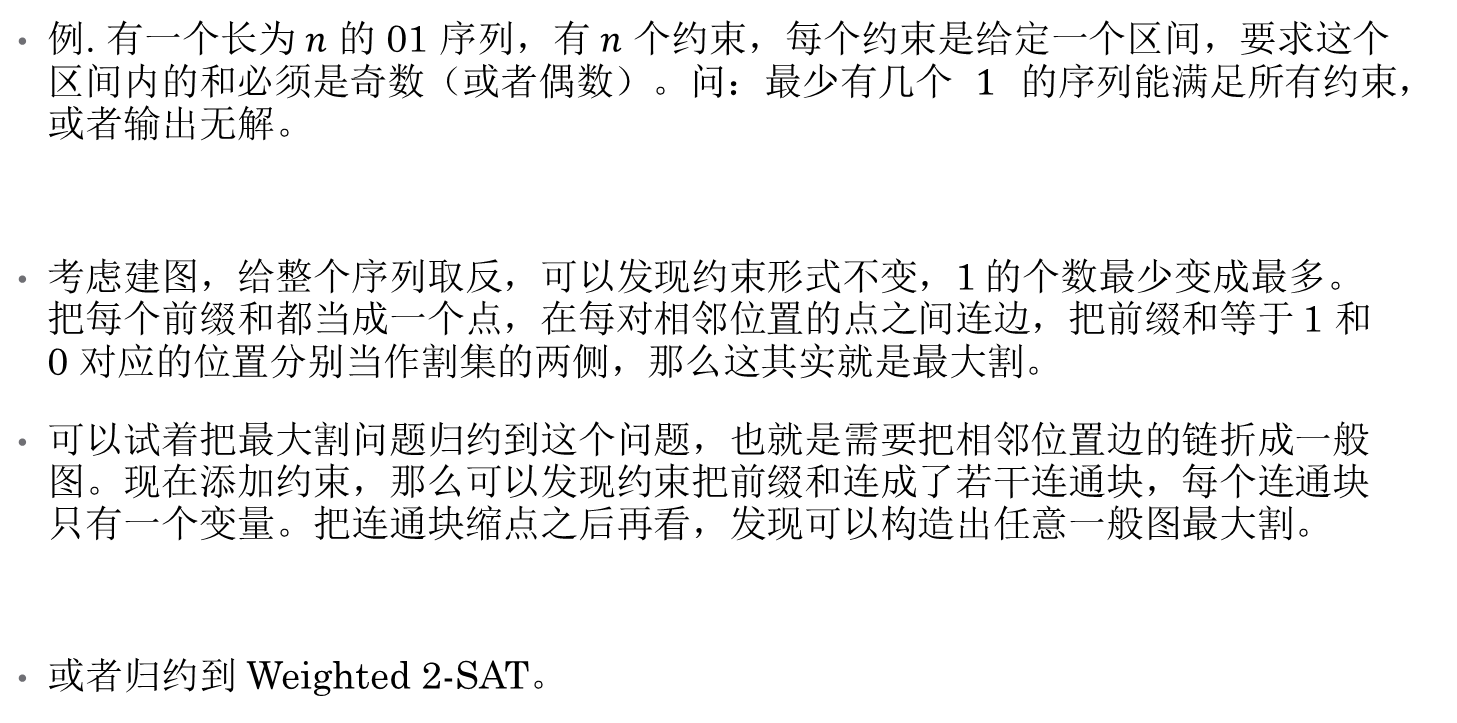 • 例. 有一个长为 n 的 01 序列，有 n 个约束，每个约束是给定一个区间，要求这个
区间内的和必须是奇数（或者偶数）。问：最少有几个 1 的序列能满足所有约束，
或者输出无解。
• 考虑建图，给整个序列取反，可以发现约束形式不变，1 的个数最少变成最多。
把每个前缀和都当成一个点，在每对相邻位置的点之间连边，把前缀和等于 1 和
0 对应的位置分别当作割集的两侧，那么这其实就是最大割。
• 可以试着把最大割问题归约到这个问题，也就是需要把相邻位置边的链折成一般
图。现在添加约束，那么可以发现约束把前缀和连成了若干连通块，每个连通块
只有一个变量。把连通块缩点之后再看，发现可以构造出任意一般图最大割。
• 或者归约到 Weighted 2-SAT。